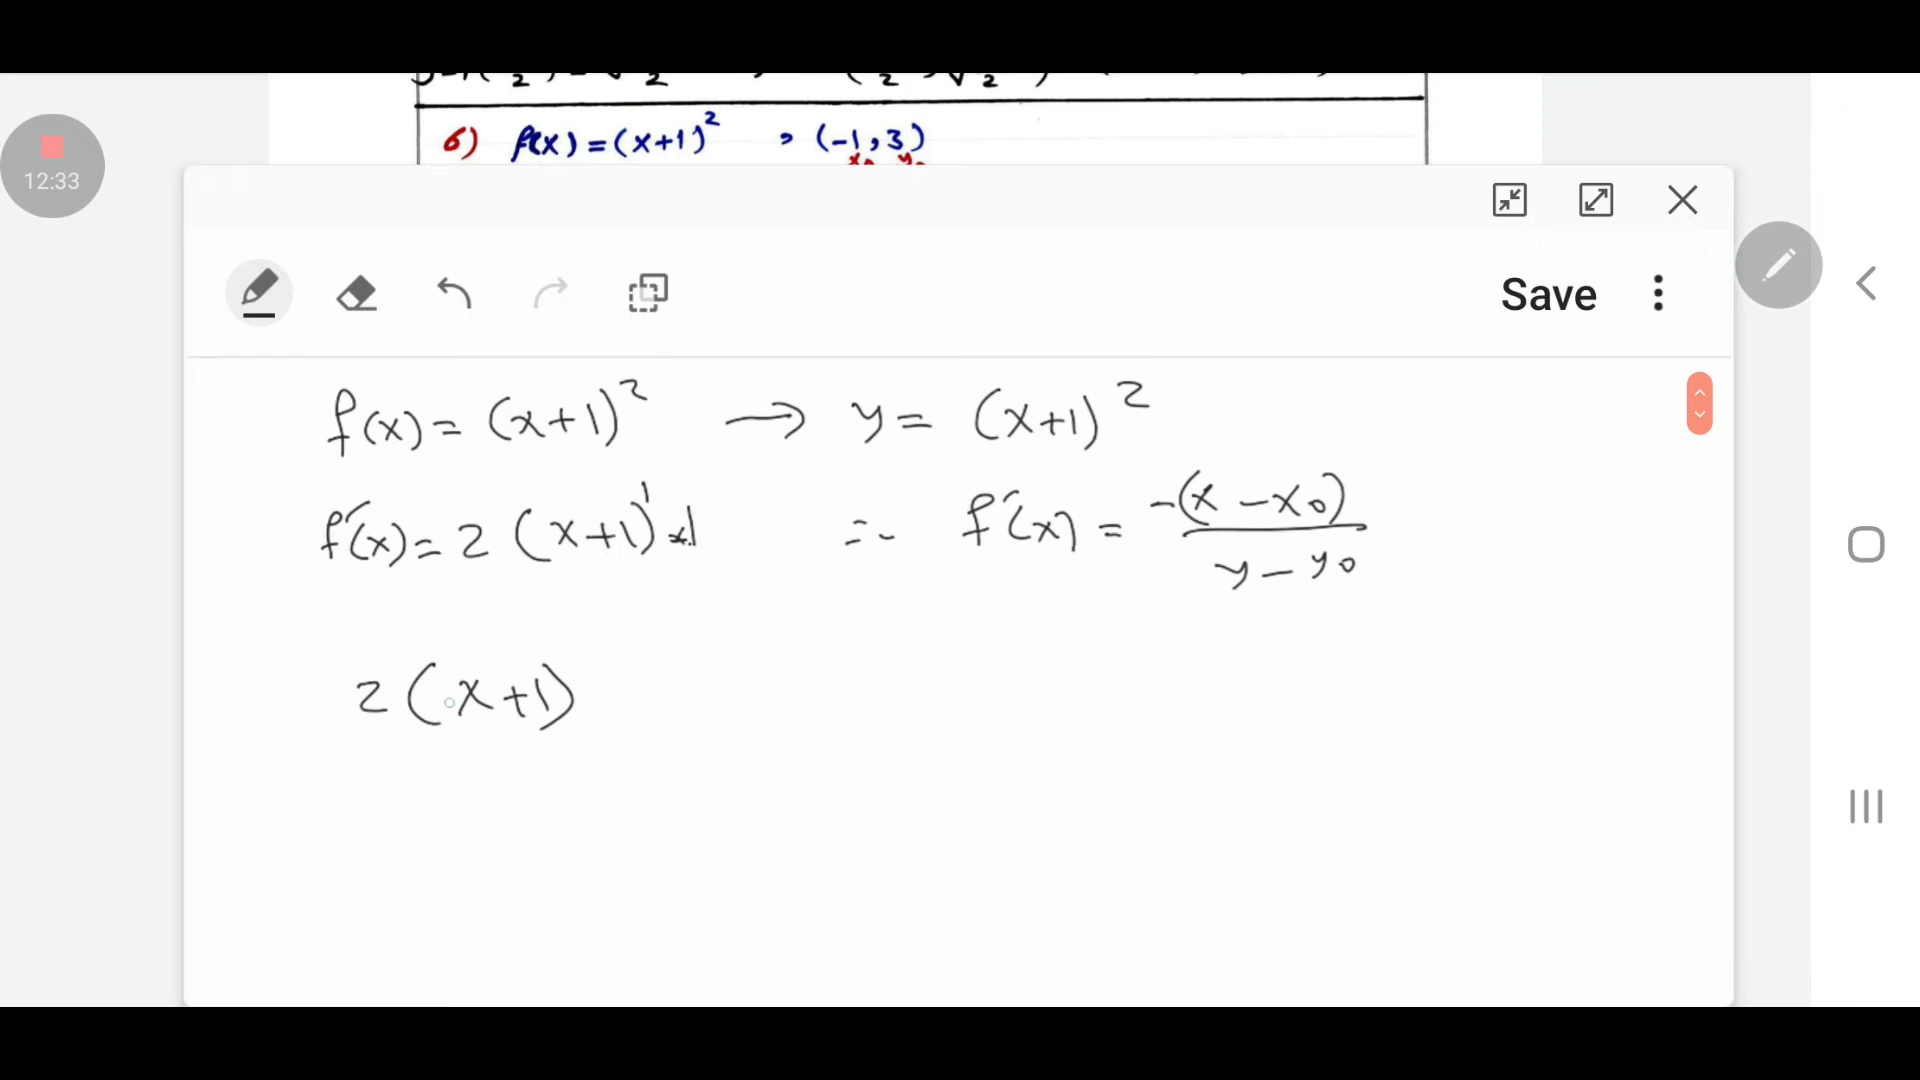 6) f(x) = (x+1)² , (-1,3)
12:33
Save
f(x) = (x+1)² → y = (x+1)²
f′(x) = 2 (x+1)¹ × 1 ∴ f′(x) = -(x - x₀) / y - y₀
2 (x+1)